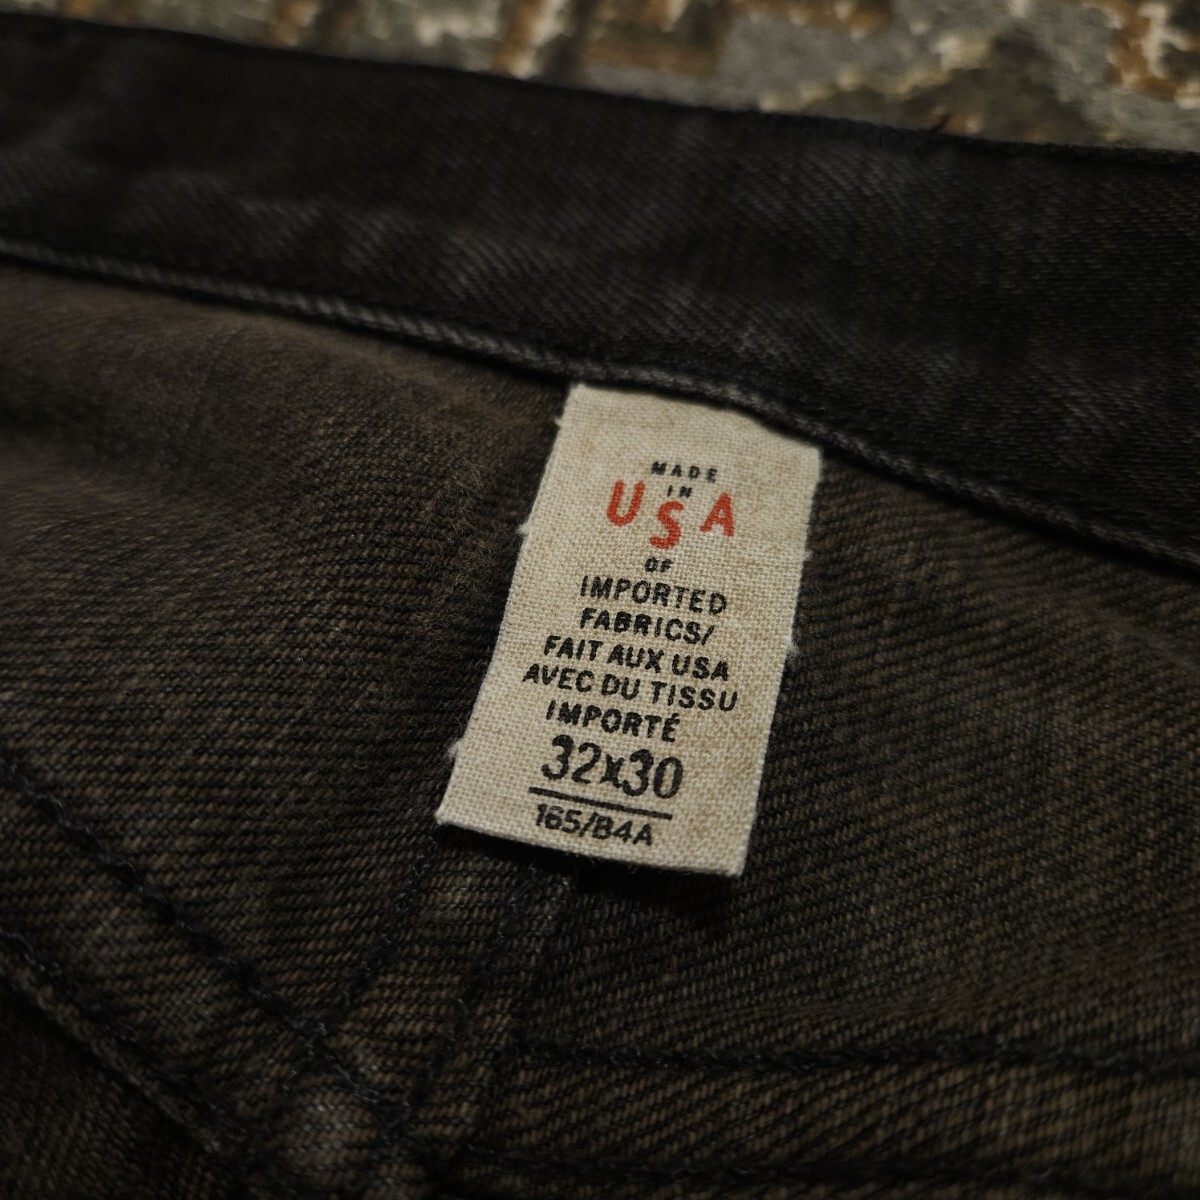 MADE
IN
USA
OF
IMPORTED
FABRICS/
FAIT AUX USA
AVEC DU TISSU
IMPORTÉ
32x30
165/84A